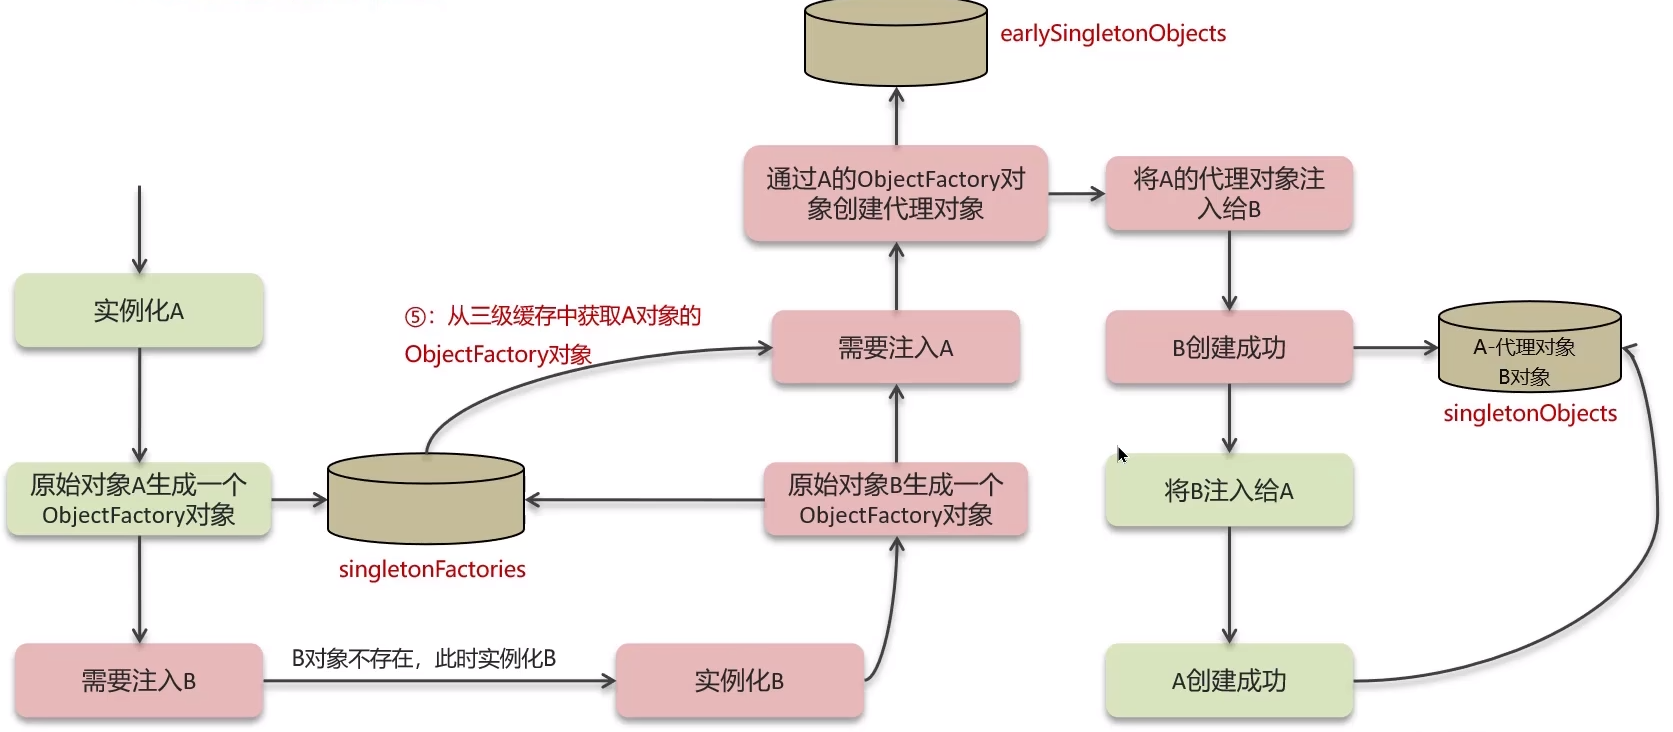 earlySingletonObjects
通过A的ObjectFactory对
象创建代理对象
将A的代理对象注
入给B
实例化A
⑤：从三级缓存中获取A对象的
ObjectFactory对象
需要注入A
B创建成功
A-代理对象
B对象
singletonObjects
原始对象A生成一个
ObjectFactory对象
singletonFactories
原始对象B生成一个
ObjectFactory对象
将B注入给A
需要注入B
B对象不存在，此时实例化B
实例化B
A创建成功